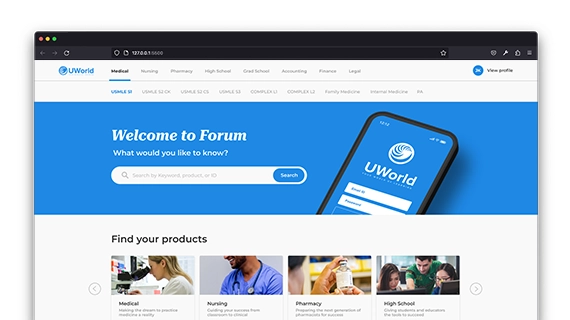 127.0.0.1:5500
UWorld
Medical Nursing Pharmacy High School Grad School Accounting Finance Legal
View profile
USMLE S1 USMLE S2 CK USMLE S2 CS USMLE S3 COMPLEX L1 COMPLEX L2 Family Medicine Internal Medicine PA
Welcome to Forum
What would you like to know?
Search by Keyword, product, or ID
Search
12:12
UWorld
Email ID
Password
Find your products
Medical
Making the dream to practice
medicine a reality
Nursing
Guiding your success from
classroom to clinical
Pharmacy
Preparing the next generation of
pharmacists for success
High School
Giving students and educators
the tools to succeed